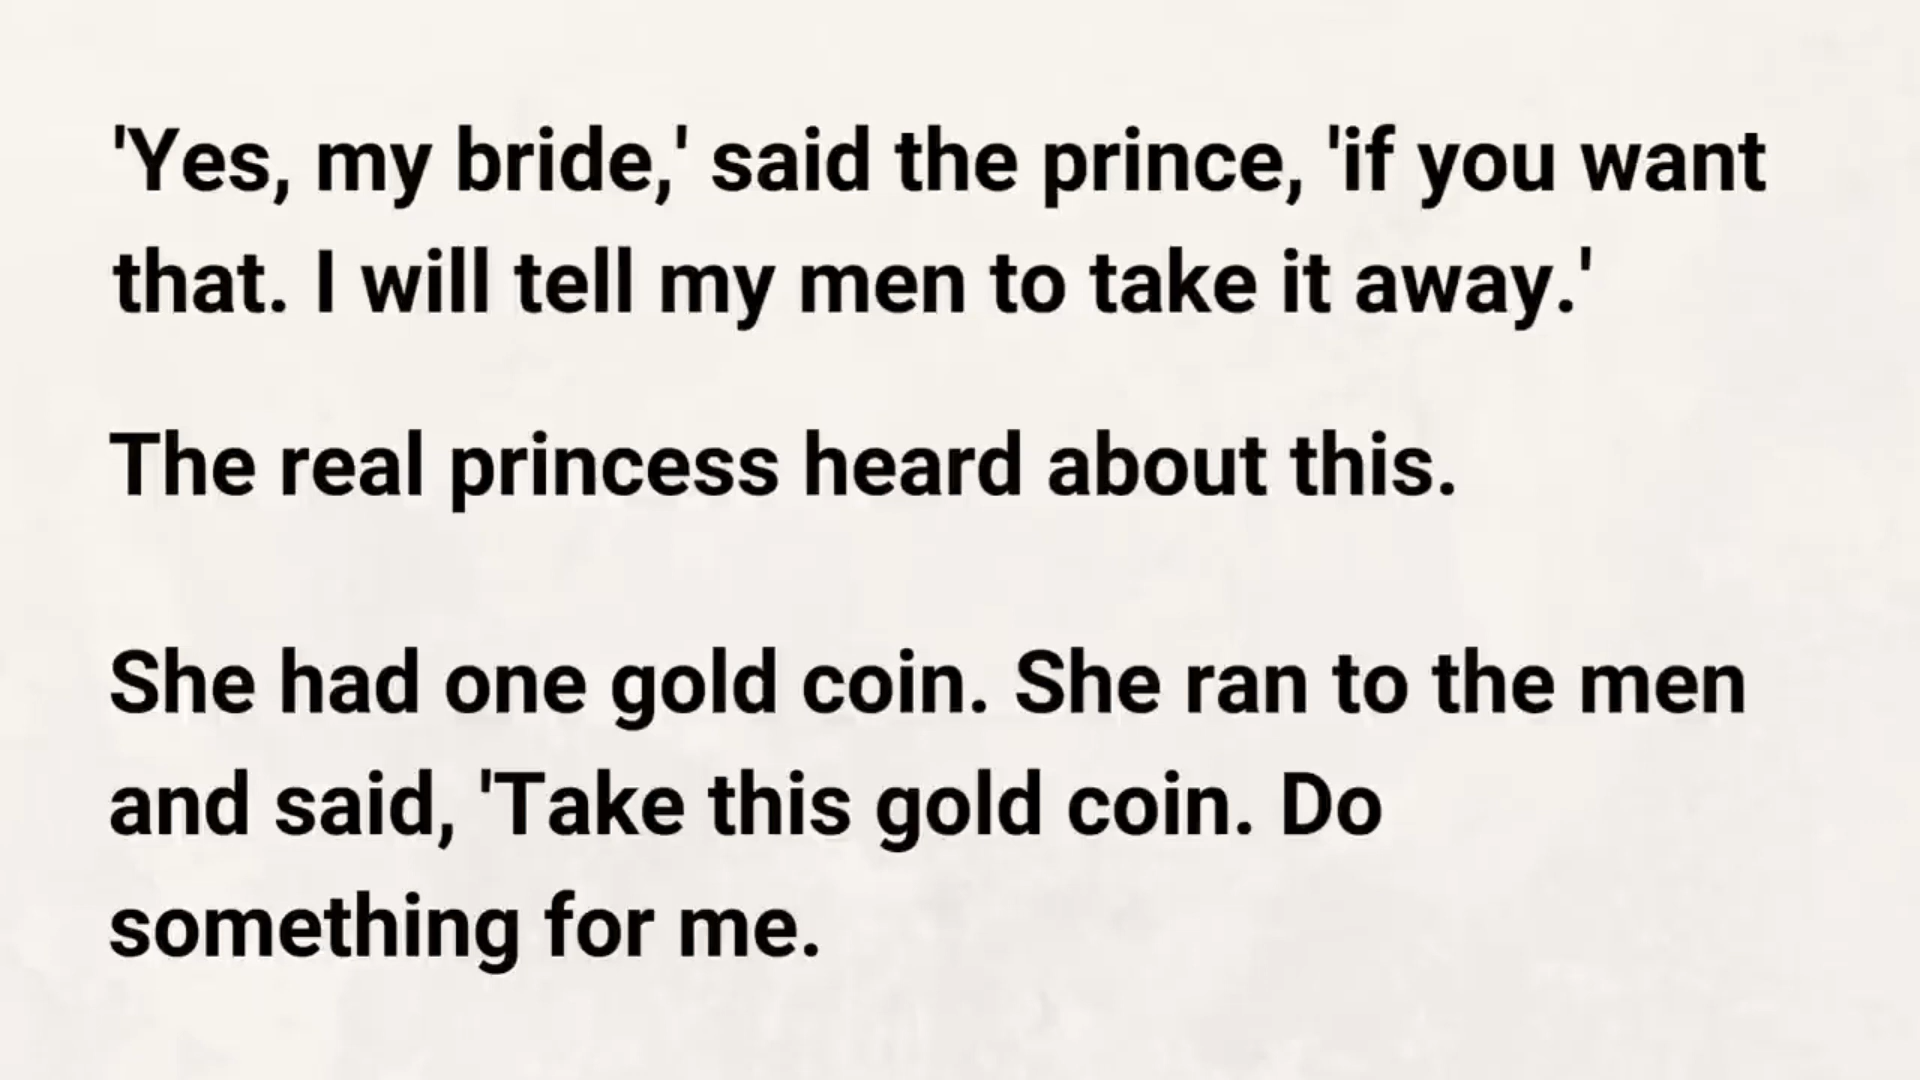 'Yes, my bride,' said the prince, 'if you want
that. I will tell my men to take it away.'
The real princess heard about this.
She had one gold coin. She ran to the men
and said, 'Take this gold coin. Do
something for me.